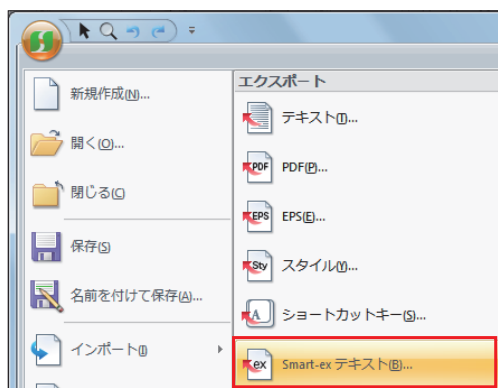 新規作成(N)...
開く(O)...
閉じる(C)
保存(S)
名前を付けて保存(A)...
インポート(I)
エクスポート
テキスト(T)...
PDF(P)...
EPS(E)...
スタイル(Y)...
ショートカットキー(S)...
Smart-ex テキスト(B)...
PDF
EPS
Sty
A
ex